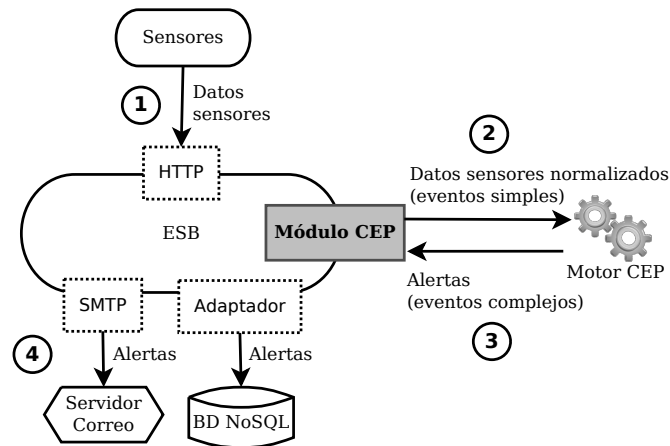 Sensores
1
Datos
sensores
HTTP
2
Datos sensores normalizados
(eventos simples)
ESB
Módulo CEP
Motor CEP
Alertas
(eventos complejos)
3
SMTP
Adaptador
4
Alertas
Alertas
Servidor
Correo
BD NoSQL